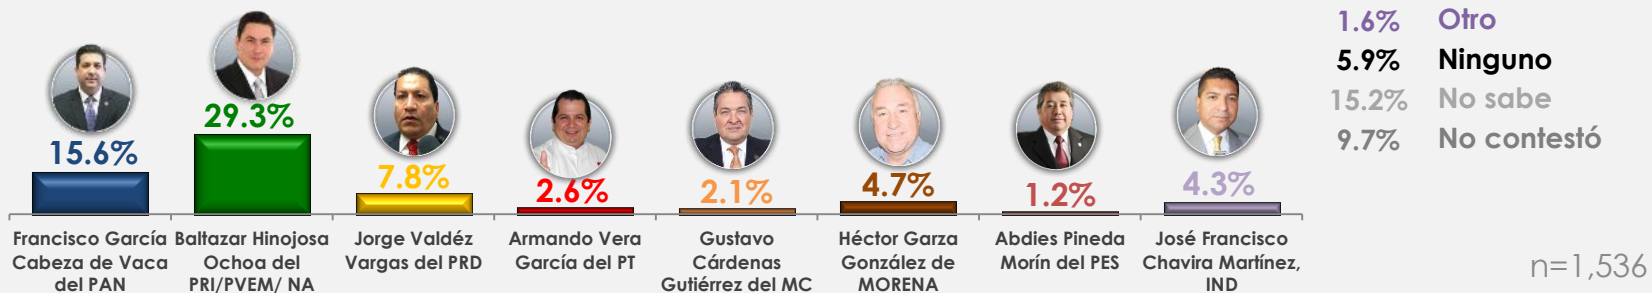 15.6%
29.3%
7.8%
2.6%
2.1%
4.7%
1.2%
4.3%
Francisco García
Cabeza de Vaca
del PAN
Baltazar Hinojosa
Ochoa del
PRI/PVEM/ NA
Jorge Valdéz
Vargas del PRD
Armando Vera
García del PT
Gustavo
Cárdenas
Gutiérrez del MC
Héctor Garza
González de
MORENA
Abdies Pineda
Morín del PES
José Francisco
Chavira Martínez,
IND
1.6% Otro
5.9% Ninguno
15.2% No sabe
9.7% No contestó
n=1,536